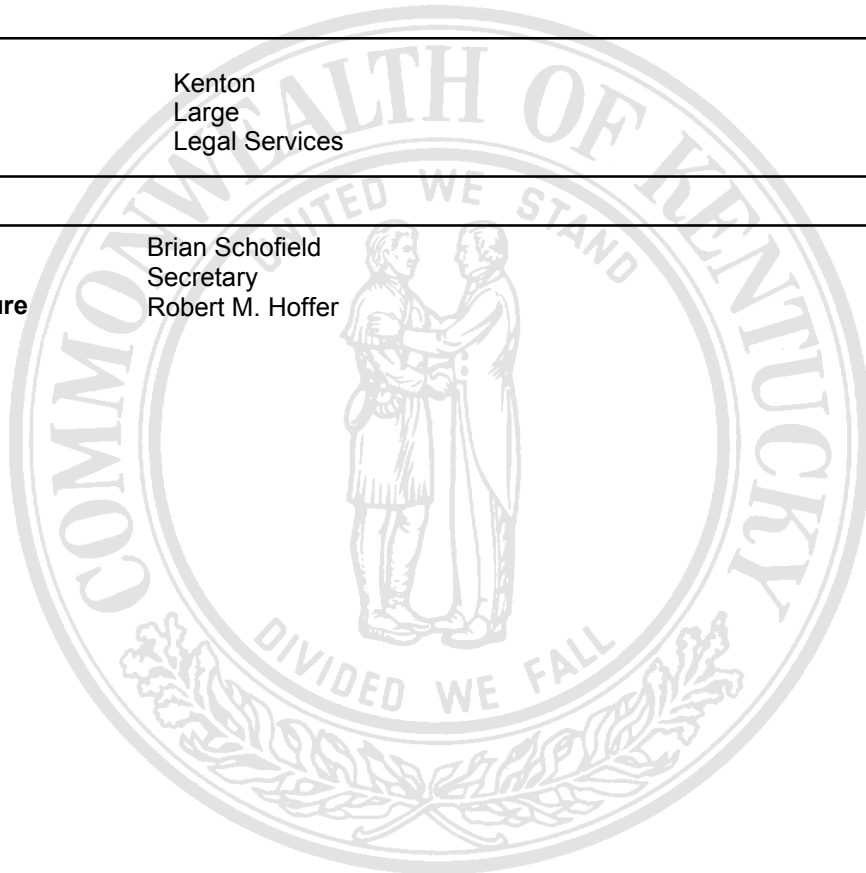 Kenton
Large
Legal Services
Brian Schofield
Secretary
ure Robert M. Hoffer
COMMONWEALTH OF KENTUCKY
UNITED WE STAND
DIVIDED WE FALL